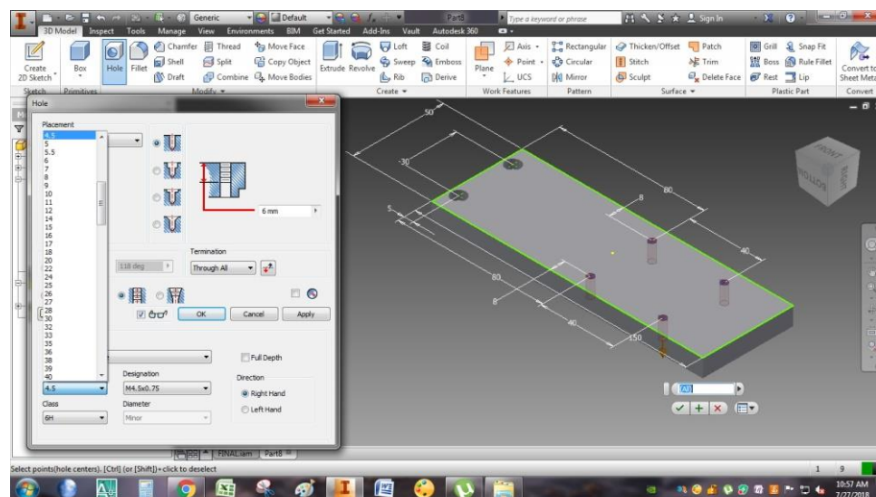 Generic Default Part8 Type a keyword or phrase Sign In
3D Model Inspect Tools Manage View Environments BIM Get Started Add-Ins Vault Autodesk 360
Chamfer Thread Move Face Loft Coil Axis Rectangular Thicken/Offset Patch Grill Snap Fit
Shell Split Copy Object Sweep Emboss Point Circular Stitch Trim Boss Rule Fillet
Draft Combine Move Bodies Rib Derive UCS Mirror Sculpt Delete Face Rest Lip
Create 2D Sketch Box Hole Fillet Extrude Revolve Plane Convert to Sheet Meta
Sketch Primitives Modify Create Work Features Pattern Surface Plastic Part Convert
Hole
Placement
4.5
5
5.5
6
7
8
9
10
11
12
14
15
16
17
18
20
22
24
25
26
27
28
30
32
33
35
36
38
39
40
6 mm
Termination
118 deg Through All
OK Cancel Apply
Full Depth
Designation
Direction
4.5 M4.5x0.75
Right Hand
Class Diameter
Left Hand
6H Minor
50
30
5
8
60
40
80
8
40
150
FRONT
RIGHT
BOTTOM
FINAL.iam Part8
Select points(hole centers). [Ctrl] (or [Shift])+click to deselect 1 9
10:57 AM
7/27/2018